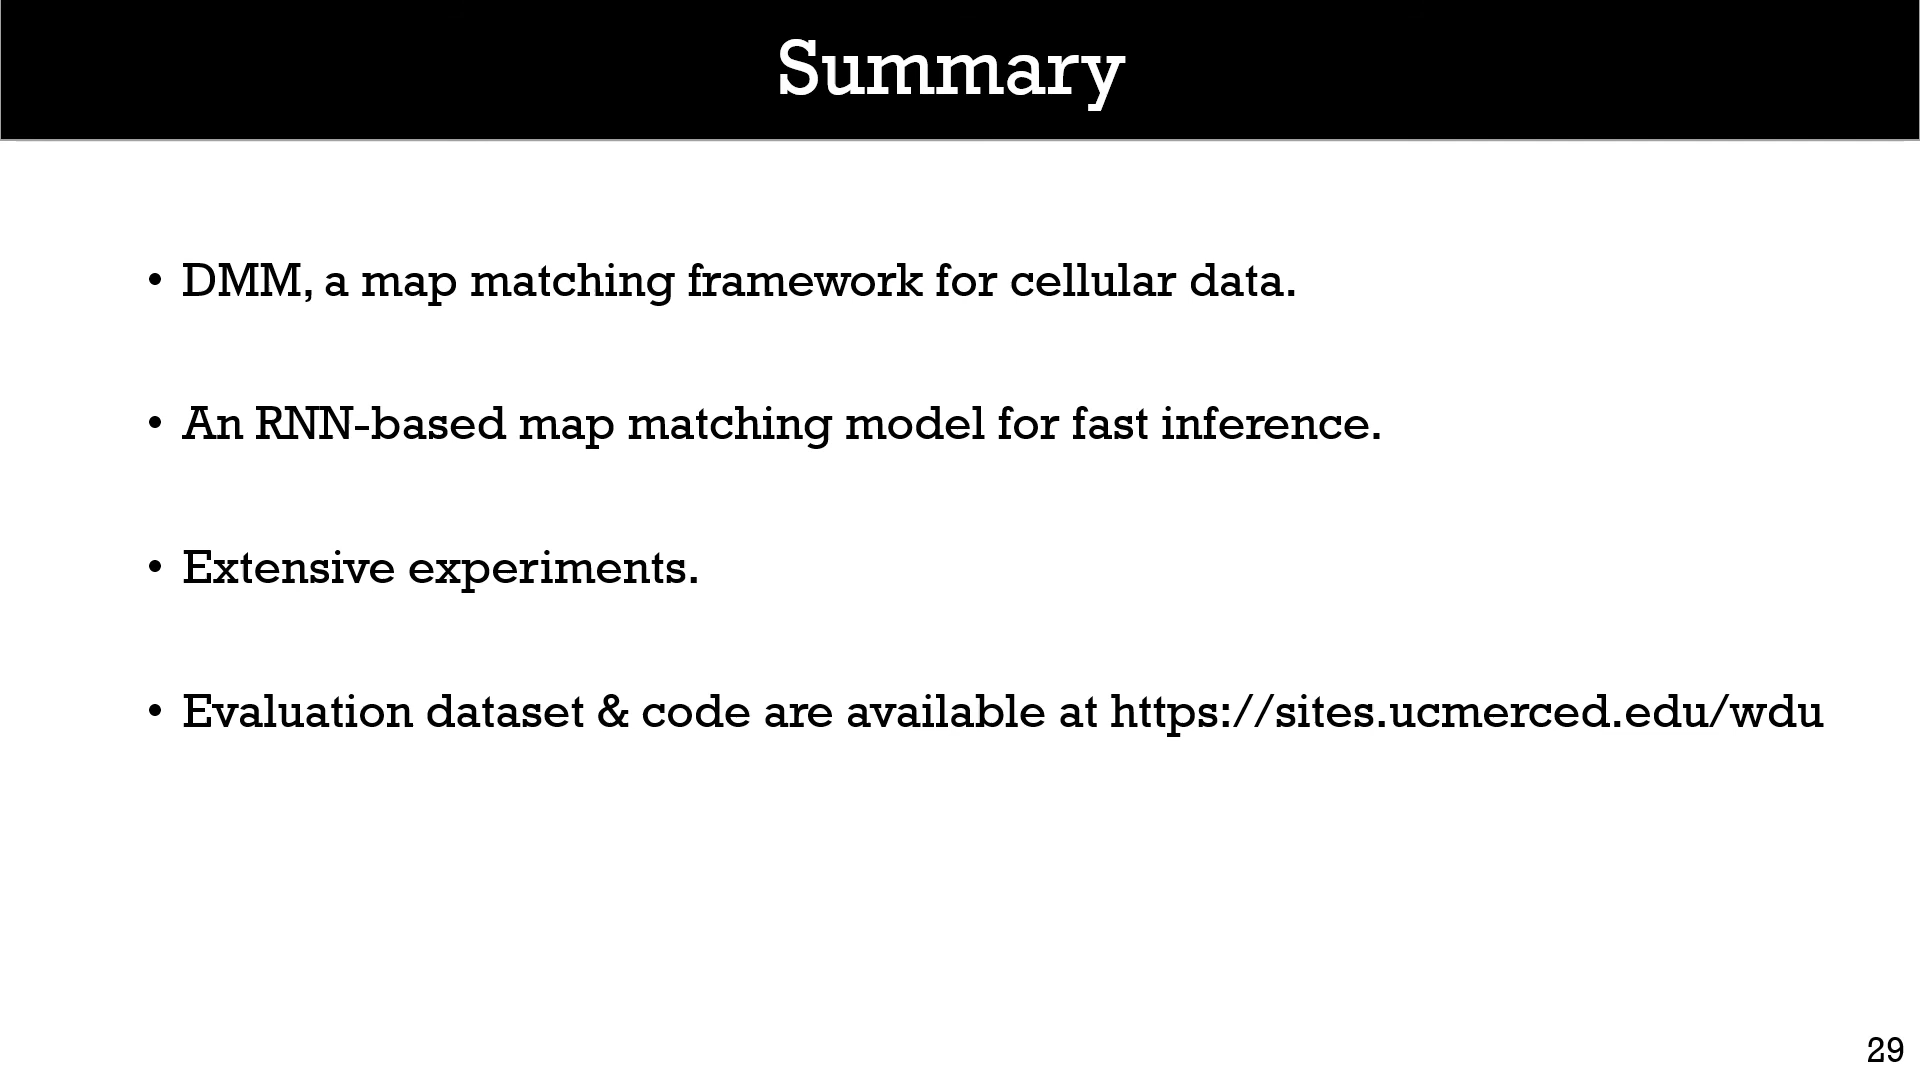 Summary
• DMM, a map matching framework for cellular data.
• An RNN-based map matching model for fast inference.
• Extensive experiments.
• Evaluation dataset & code are available at https://sites.ucmerced.edu/wdu
29